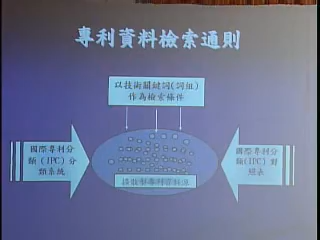 專利資料檢索通則
以技術關鍵詞(詞組)
作為檢索條件
國際專利分
類 (IPC) 分
類系統
國際專利分
類(IPC) 對
照表